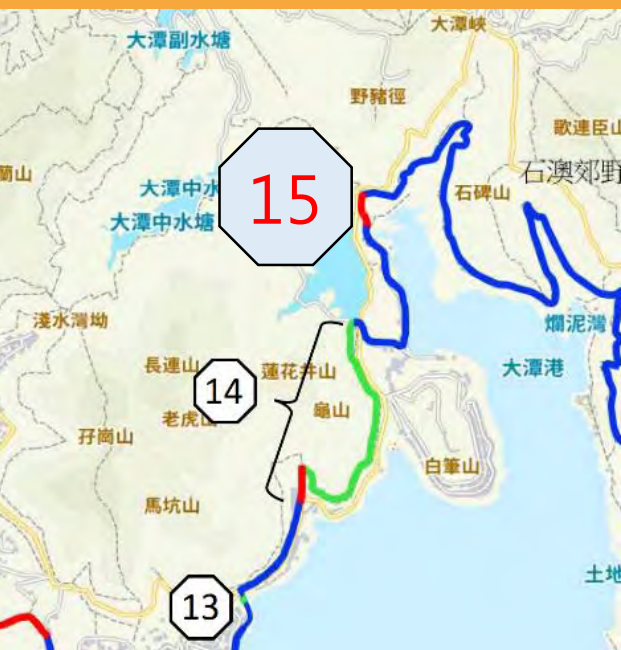 大潭峽
大潭副水塘
野豬徑
歌連臣山
石澳郊野
蘭山
大潭中水
15
石碑山
大潭中水塘
淺水灣坳
爛泥灣
長連山
蓮花井山
大潭港
14
老虎山
龜山
孖崗山
白筆山
馬坑山
土地
13